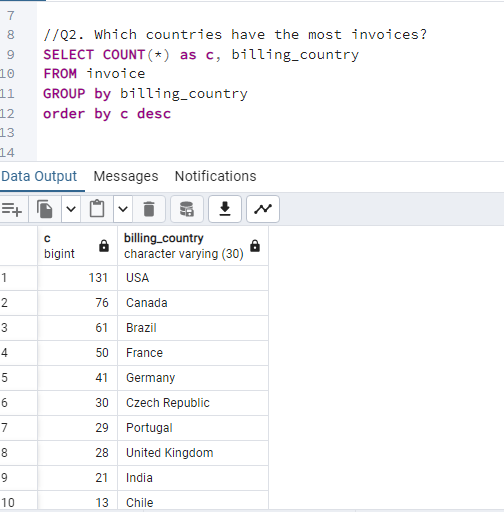 7
8 //Q2. Which countries have the most invoices?
9 SELECT COUNT(*) as c, billing_country
10 FROM invoice
11 GROUP by billing_country
12 order by c desc
13
14
Data Output Messages Notifications
c billing_country
bigint character varying (30)
1 131 USA
2 76 Canada
3 61 Brazil
4 50 France
5 41 Germany
6 30 Czech Republic
7 29 Portugal
8 28 United Kingdom
9 21 India
10 13 Chile